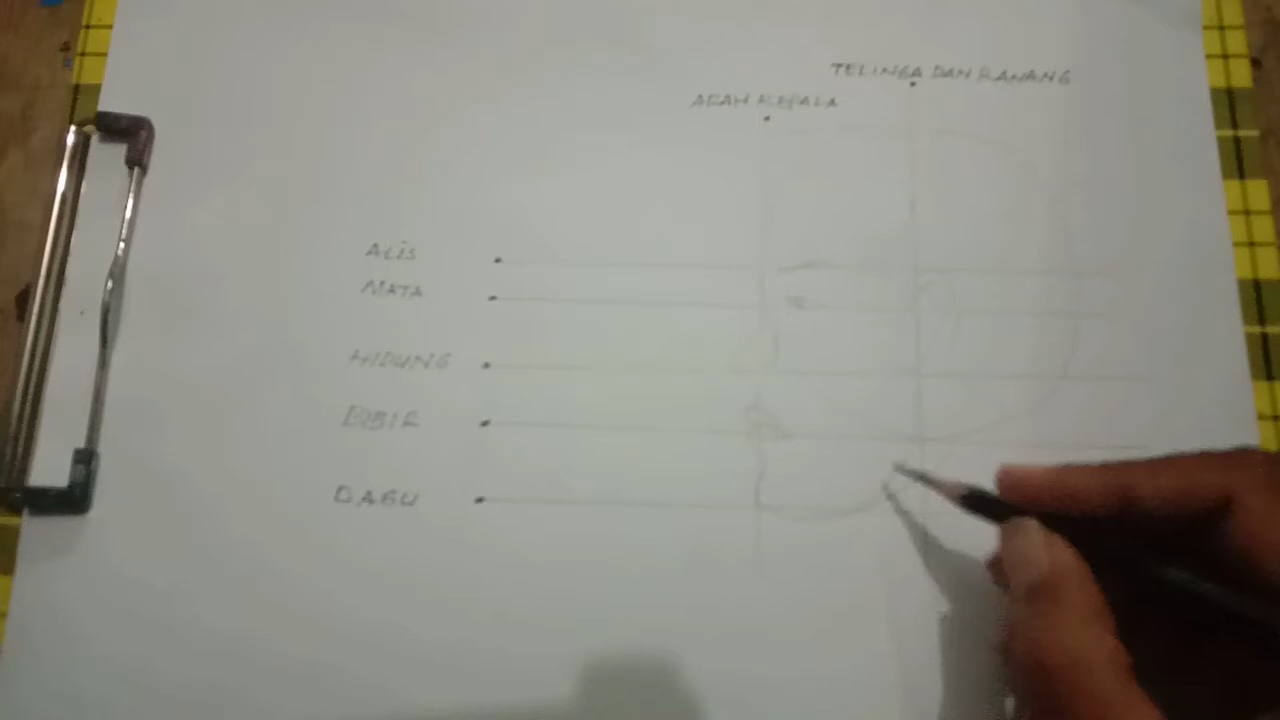 TELINGA DAN RAHANG
ARAH KEPALA
ALIS
MATA
HIDUNG
BIBIR
DAGU